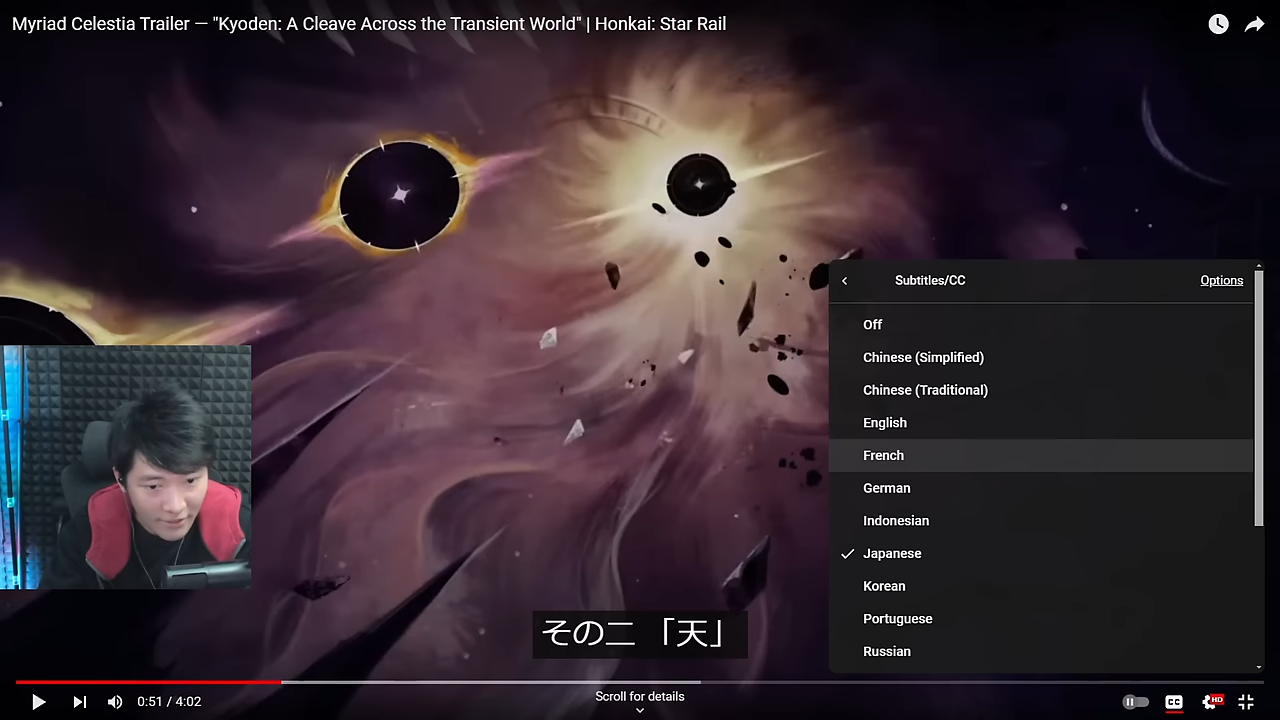 Myriad Celestia Trailer — "Kyoden: A Cleave Across the Transient World" | Honkai: Star Rail
Subtitles/CC
Options
Off
Chinese (Simplified)
Chinese (Traditional)
English
French
German
Indonesian
Japanese
Korean
Portuguese
Russian
その二 「天」
Scroll for details
0:51 / 4:02
CC
HD